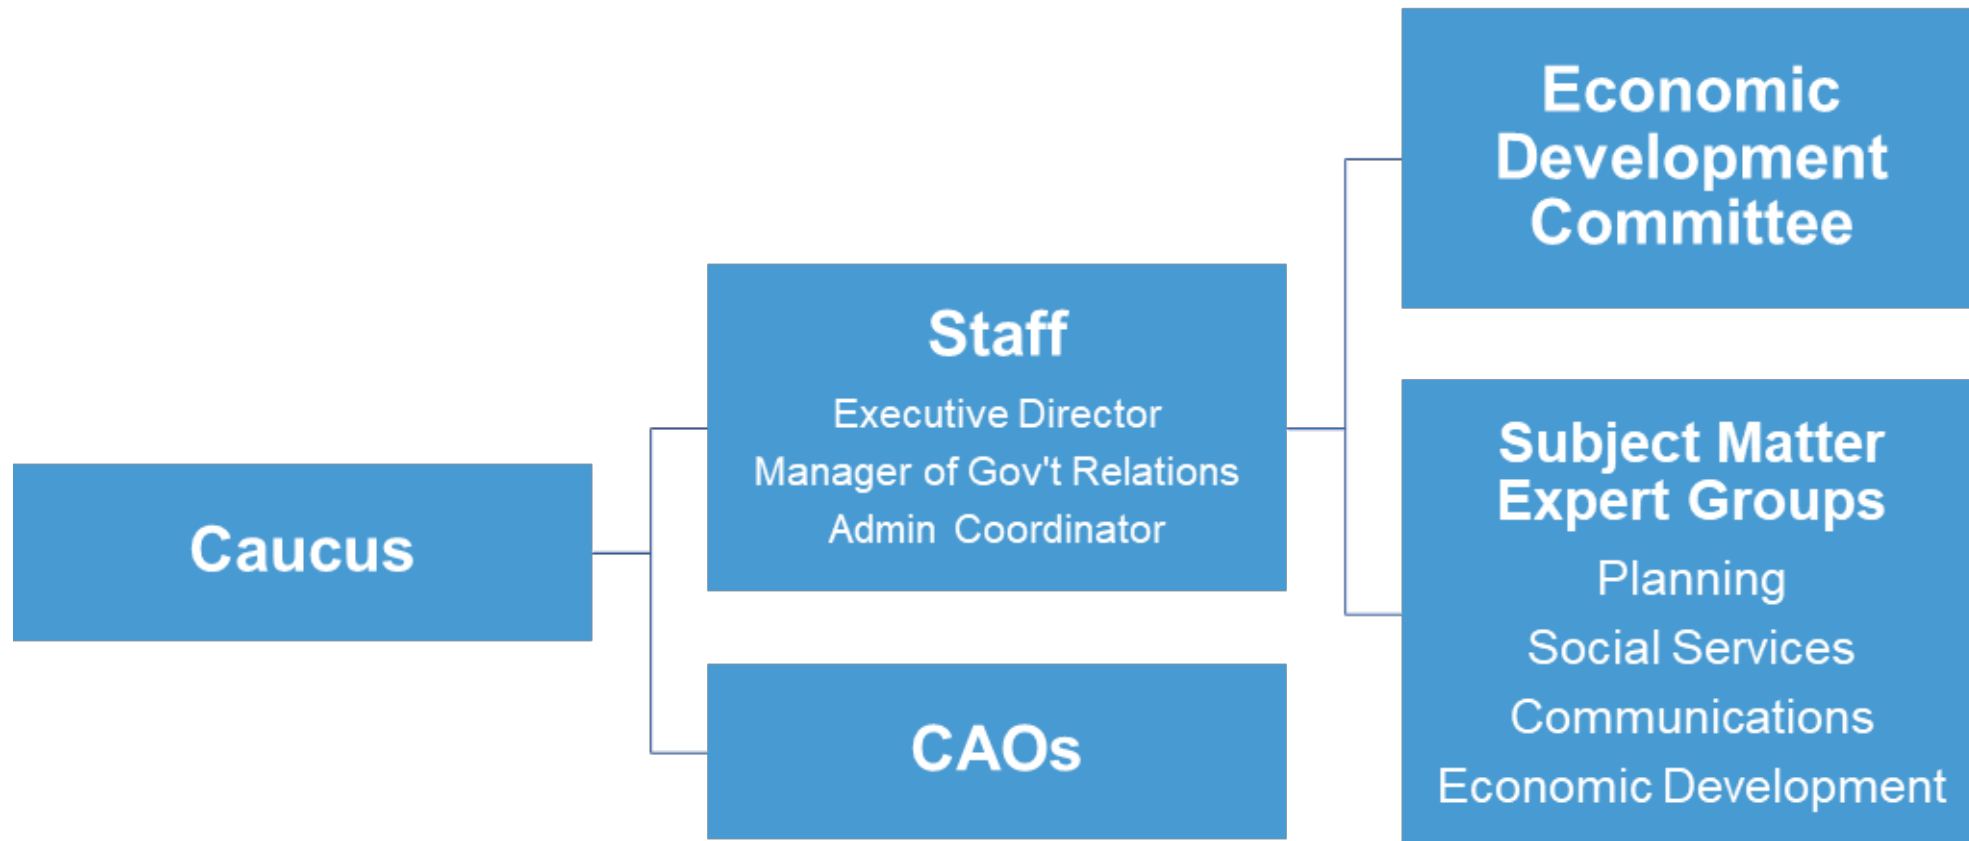 Caucus
Staff
Executive Director
Manager of Gov't Relations
Admin Coordinator
CAOs
Economic
Development
Committee
Subject Matter
Expert Groups
Planning
Social Services
Communications
Economic Development